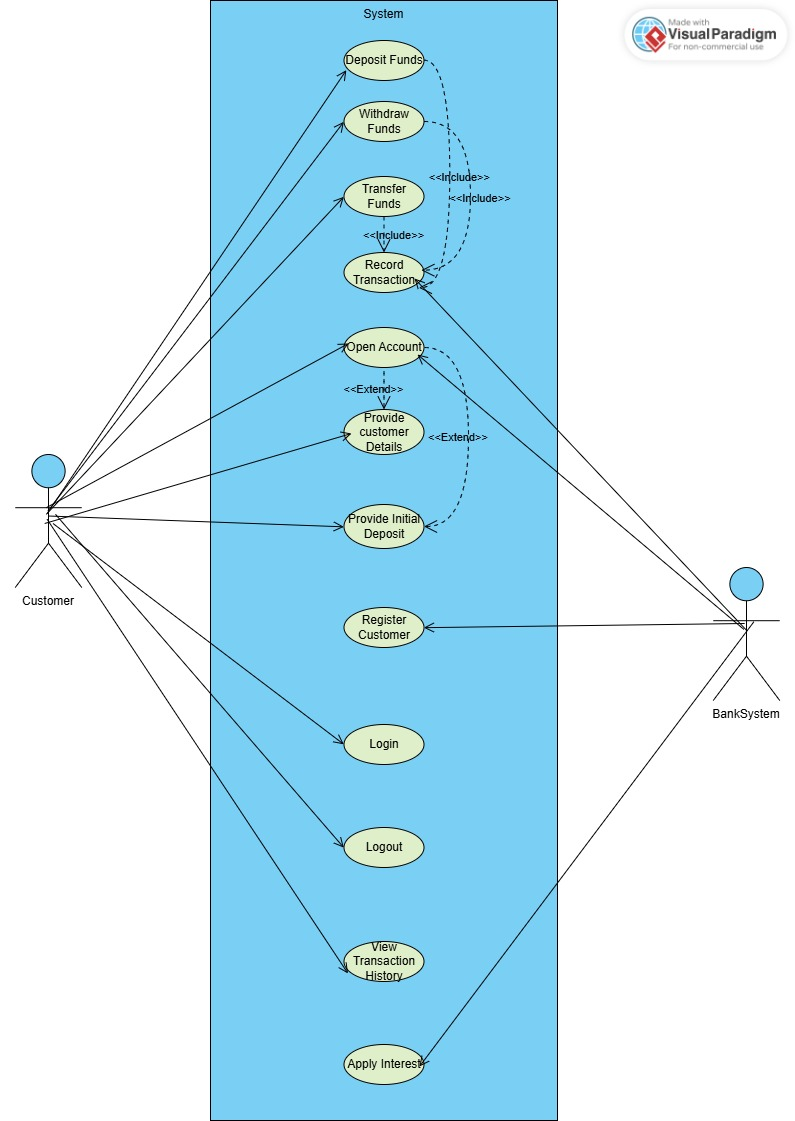 System
Made with
Visual Paradigm
For non-commercial use
Deposit Funds
Withdraw
Funds
<<Include>>
Transfer
Funds
<<Include>>
<<Include>>
Record
Transaction
Open Account
<<Extend>>
Provide
customer
Details
<<Extend>>
Provide Initial
Deposit
Customer
Register
Customer
BankSystem
Login
Logout
View
Transaction
History
Apply Interest